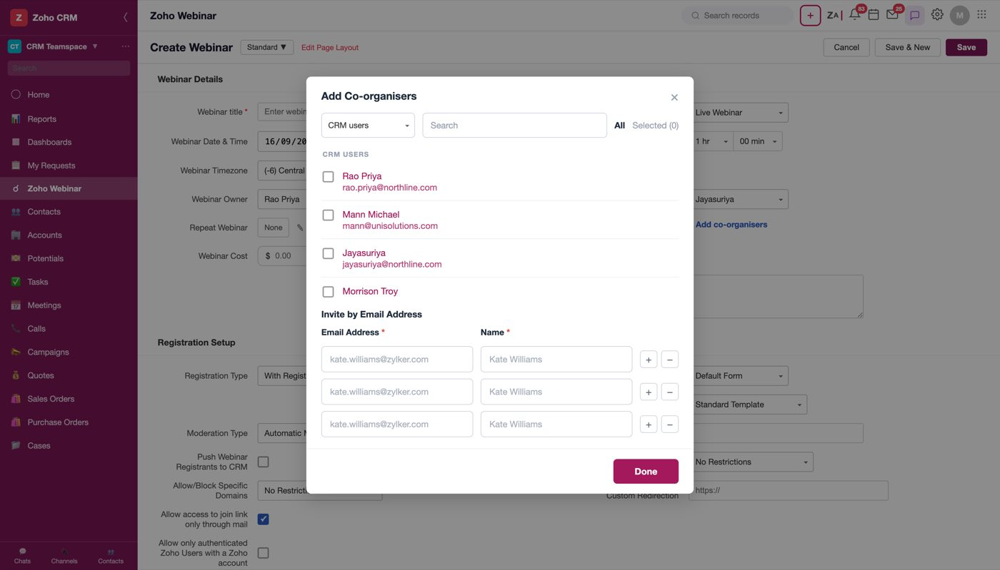 Z Zoho CRM
CT CRM Teamspace ▼ ...
Search
Home
Reports
Dashboards
My Requests
Zoho Webinar
Contacts
Accounts
Potentials
Tasks
17 Meetings
Calls
Campaigns
Quotes
Sales Orders
Purchase Orders
Cases
Chats
Channels
Contacts
Zoho Webinar
Search records
+
ZA
83
25
M
Create Webinar
Standard ▼
Edit Page Layout
Cancel
Save & New
Save
Webinar Details
Webinar title *
Enter webin
Live Webinar
Webinar Date & Time
16/09/20
1 hr
00 min
Webinar Timezone
(-6) Central
Webinar Owner
Rao Priya
Jayasuriya
Repeat Webinar
None
Add co-organisers
Webinar Cost
$ 0.00
Registration Setup
Registration Type
With Regist
Default Form
Standard Template
Moderation Type
Automatic
Push Webinar
Registrants to CRM
No Restrictions
Allow/Block Specific
Domains
No Restricti
Custom Redirection
https://
Allow access to join link
only through mail
Allow only authenticated
Zoho Users with a Zoho
account
Add Co-organisers
×
CRM users
Search
All
Selected (0)
CRM USERS
Rao Priya
rao.priya@northline.com
Mann Michael
mann@unisolutions.com
Jayasuriya
jayasuriya@northline.com
Morrison Troy
Invite by Email Address
Email Address *
Name *
kate.williams@zylker.com
Kate Williams
+ −
kate.williams@zylker.com
Kate Williams
+ −
kate.williams@zylker.com
Kate Williams
+ −
Done